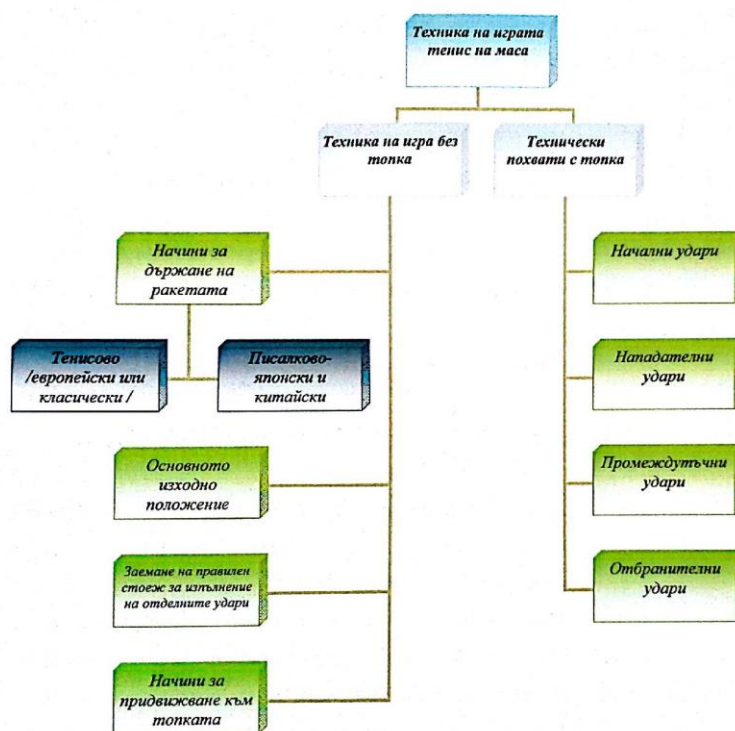 Техника на играта
тенис на маса
Техника на игра без
топка
Технически
похвати с топка
Начини за
държане на
ракетата
Тенисово
/европейски или
класически /
Писалково-
японски и
китайски
Основното
изходно
положение
Заемане на правилен
стоеж за изпълнение
на отделните удари
Начини за
придвижване към
топката
Начални удари
Нападателни
удари
Промеждутъчни
удари
Отбранителни
удари